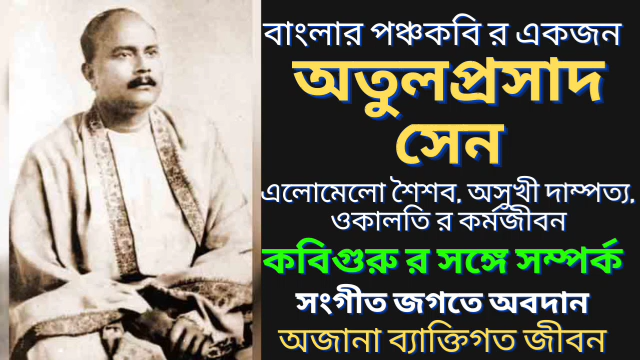 বাংলার পঞ্চকবি র একজন
অতুলপ্রসাদ
সেন
এলোমেলো শৈশব, অসুখী দাম্পত্য,
ওকালতি র কর্মজীবন
কবিগুরু র সঙ্গে সম্পর্ক
সংগীত জগতে অবদান
অজানা ব্যাক্তিগত জীবন